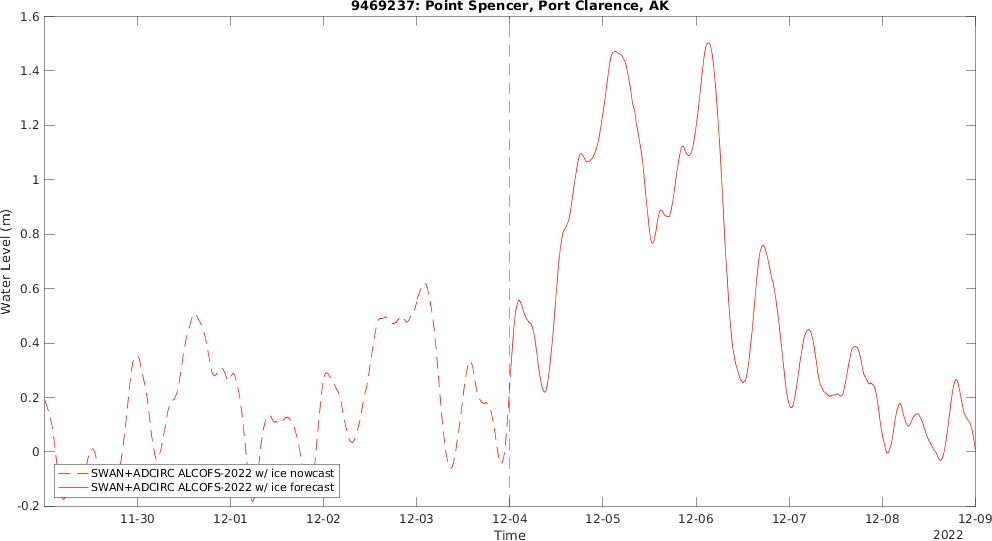 9469237: Point Spencer, Port Clarence, AK
1.6
1.4
1.2
1
0.8
0.6
0.4
0.2
0
-0.2
Water Level (m)
SWAN+ADCIRC ALCOFS-2022 w/ ice nowcast
SWAN+ADCIRC ALCOFS-2022 w/ ice forecast
11-30 12-01 12-02 12-03 12-04 12-05 12-06 12-07 12-08 12-09
Time
2022